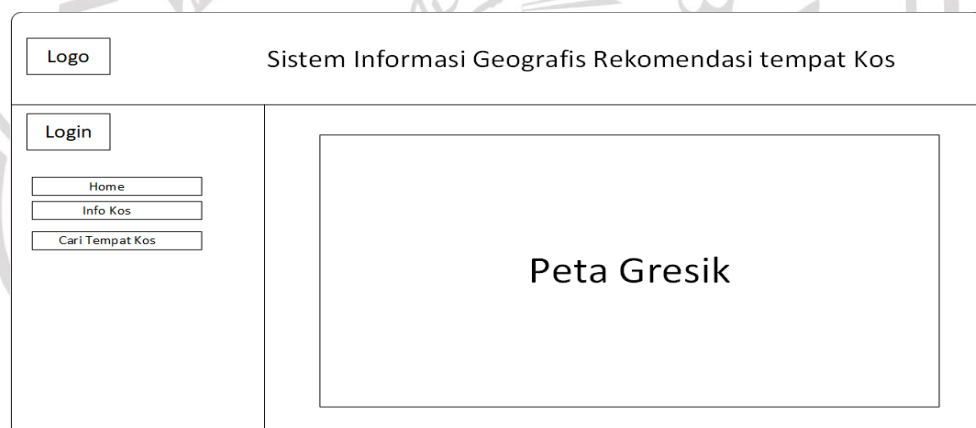 Logo
Sistem Informasi Geografis Rekomendasi tempat Kos
Login
Home
Info Kos
Cari Tempat Kos
Peta Gresik